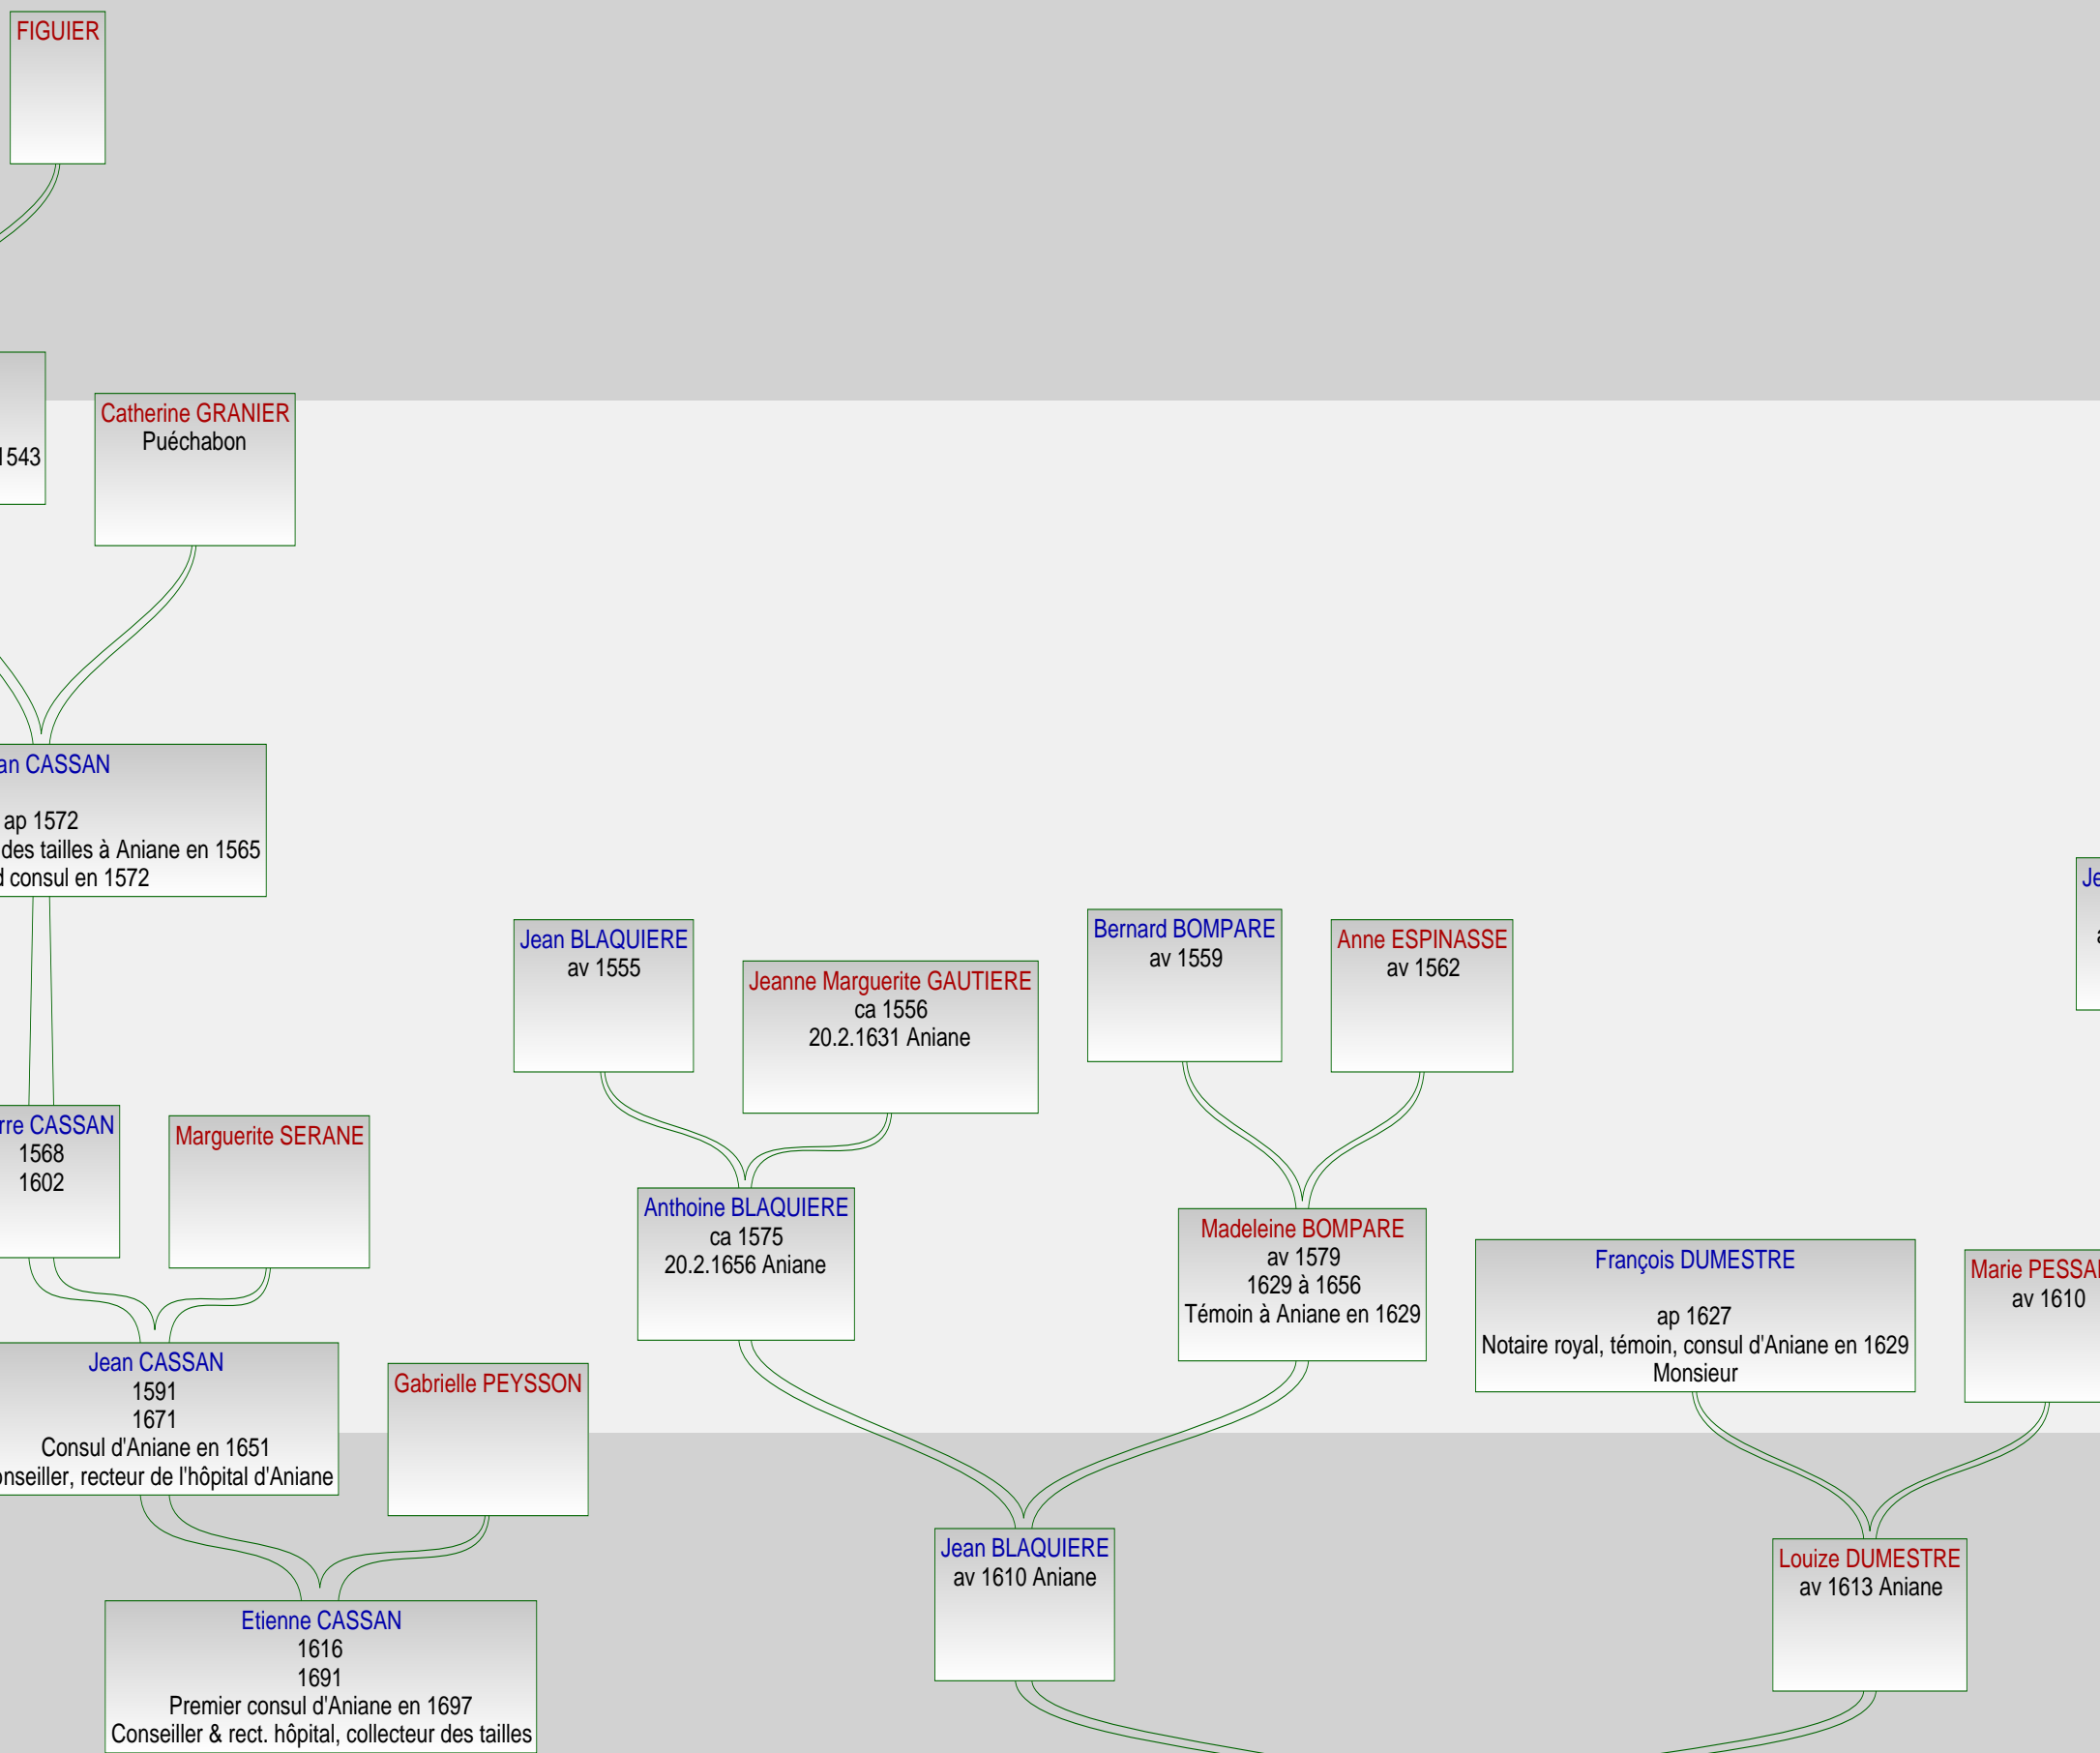 FIGUIER
1543
Catherine GRANIER
Puéchabon
CASSAN
ap 1572
des tailles à Aniane en 1565
consul en 1572
Jean BLAQUIERE
av 1555
Jeanne Marguerite GAUTIERE
ca 1556
20.2.1631 Aniane
Bernard BOMPARE
av 1559
Anne ESPINASSE
av 1562
CASSAN
1568
1602
Marguerite SERANE
Anthoine BLAQUIERE
ca 1575
20.2.1656 Aniane
Madeleine BOMPARE
av 1579
1629 à 1656
Témoin à Aniane en 1629
François DUMESTRE
ap 1627
Notaire royal, témoin, consul d'Aniane en 1629
Monsieur
Marie
av 1610
Jean CASSAN
1591
1671
Consul d'Aniane en 1651
onseiller, recteur de l'hôpital d'Aniane
Gabrielle PEYSSON
Jean BLAQUIERE
av 1610 Aniane
Louize DUMESTRE
av 1613 Aniane
Etienne CASSAN
1616
1691
Premier consul d'Aniane en 1697
Conseiller & rect. hôpital, collecteur des tailles